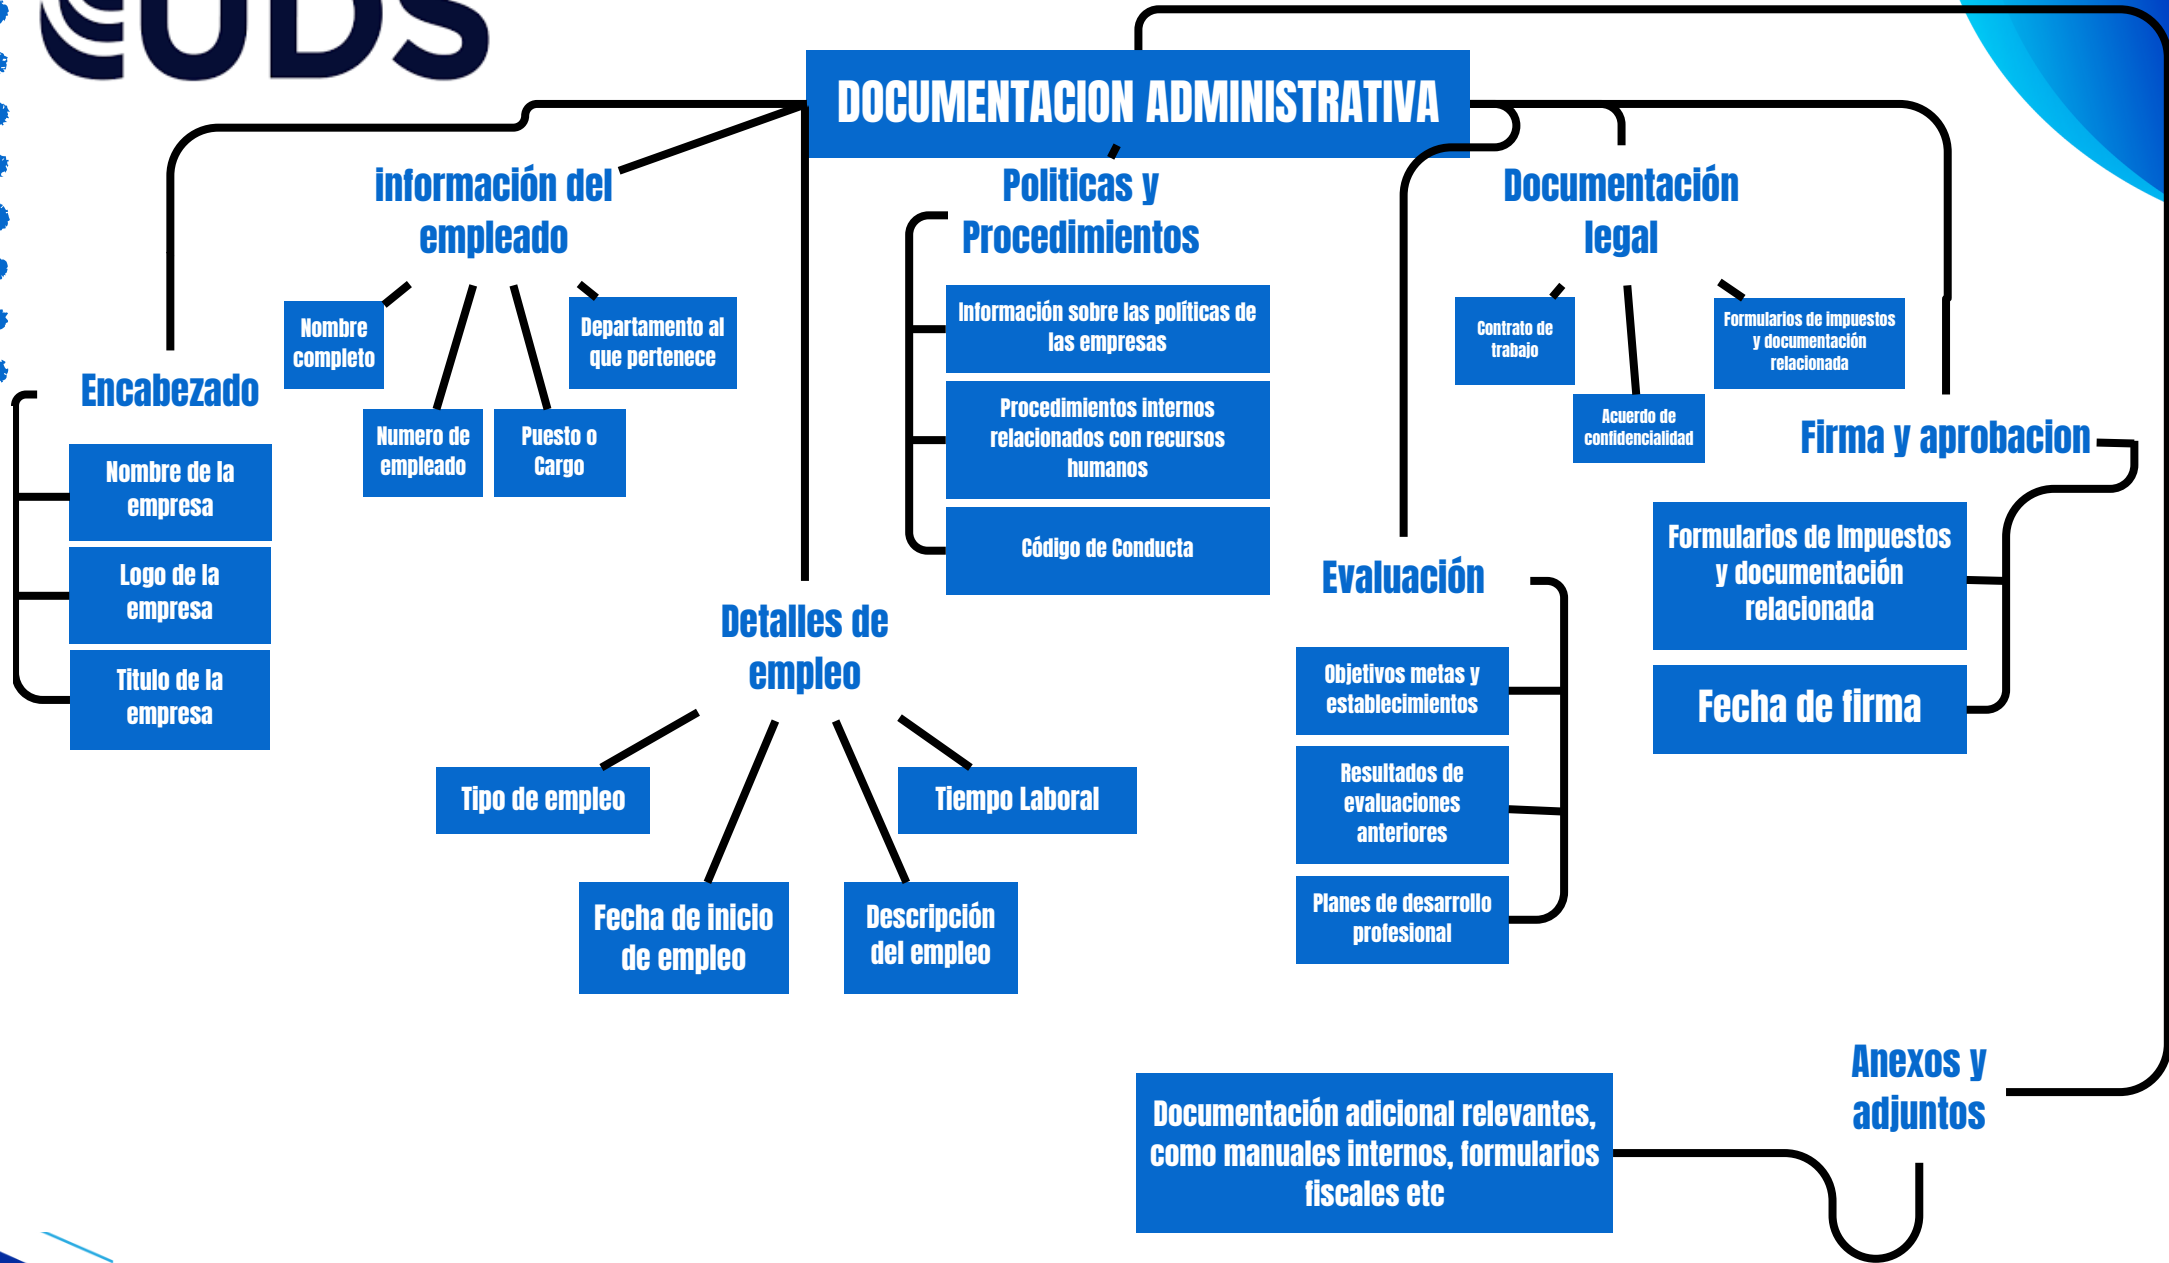 UDS
DOCUMENTACION ADMINISTRATIVA
información del
empleado
Nombre
completo
Numero de
empleado
Puesto o
Cargo
Departamento al
que pertenece
Encabezado
Nombre de la
empresa
Logo de la
empresa
Titulo de la
empresa
Detalles de
empleo
Tipo de empleo
Fecha de inicio
de empleo
Descripción
del empleo
Tiempo Laboral
Politicas y
Procedimientos
Información sobre las políticas de
las empresas
Procedimientos internos
relacionados con recursos
humanos
Código de Conducta
Documentación
legal
Contrato de
trabajo
Acuerdo de
confidencialidad
Formularios de impuestos
y documentación
relacionada
Evaluación
Objetivos metas y
establecimientos
Resultados de
evaluaciones
anteriores
Planes de desarrollo
profesional
Firma y aprobacion
Formularios de Impuestos
y documentación
relacionada
Fecha de firma
Anexos y
adjuntos
Documentación adicional relevantes,
como manuales internos, formularios
fiscales etc